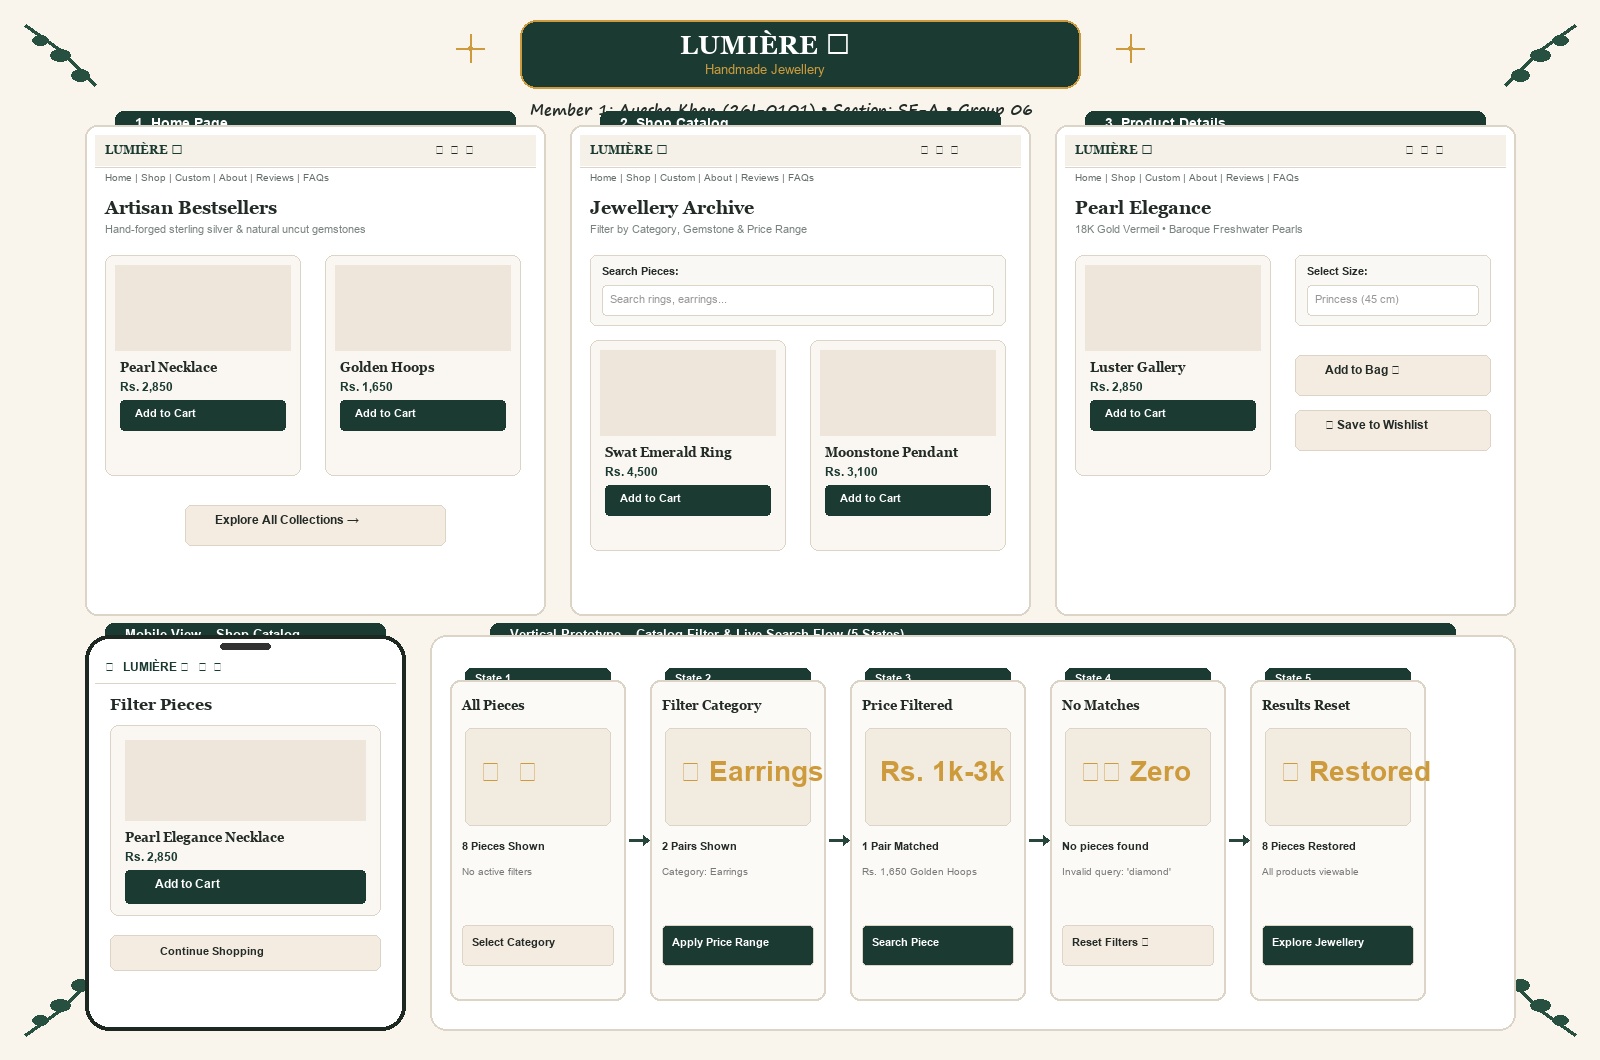 LUMIÈRE □
Handmade Jewellery
Member 1: Ayesha Khan (26L-0101) • Section: SE-A • Group 06
1. Home Page
LUMIÈRE □ □ □ □
Home | Shop | Custom | About | Reviews | FAQs
Artisan Bestsellers
Hand-forged sterling silver & natural uncut gemstones
Pearl Necklace
Rs. 2,850
Add to Cart
Golden Hoops
Rs. 1,650
Add to Cart
Explore All Collections →
2. Shop Catalog
LUMIÈRE □ □ □ □
Home | Shop | Custom | About | Reviews | FAQs
Jewellery Archive
Filter by Category, Gemstone & Price Range
Search Pieces:
Search rings, earrings...
Swat Emerald Ring
Rs. 4,500
Add to Cart
Moonstone Pendant
Rs. 3,100
Add to Cart
3. Product Details
LUMIÈRE □ □ □ □
Home | Shop | Custom | About | Reviews | FAQs
Pearl Elegance
18K Gold Vermeil • Baroque Freshwater Pearls
Luster Gallery
Rs. 2,850
Add to Cart
Select Size:
Princess (45 cm)
Add to Bag □
□ Save to Wishlist
Mobile View – Shop Catalog
□ LUMIÈRE □ □ □
Filter Pieces
Pearl Elegance Necklace
Rs. 2,850
Add to Cart
Continue Shopping
Vertical Prototype – Catalog Filter & Live Search Flow (5 States)
State 1
All Pieces
□ □
8 Pieces Shown
No active filters
Select Category
State 2
Filter Category
□ Earrings
2 Pairs Shown
Category: Earrings
Apply Price Range
State 3
Price Filtered
Rs. 1k-3k
1 Pair Matched
Rs. 1,650 Golden Hoops
Search Piece
State 4
No Matches
□□ Zero
No pieces found
Invalid query: 'diamond'
Reset Filters □
State 5
Results Reset
□ Restored
8 Pieces Restored
All products viewable
Explore Jewellery